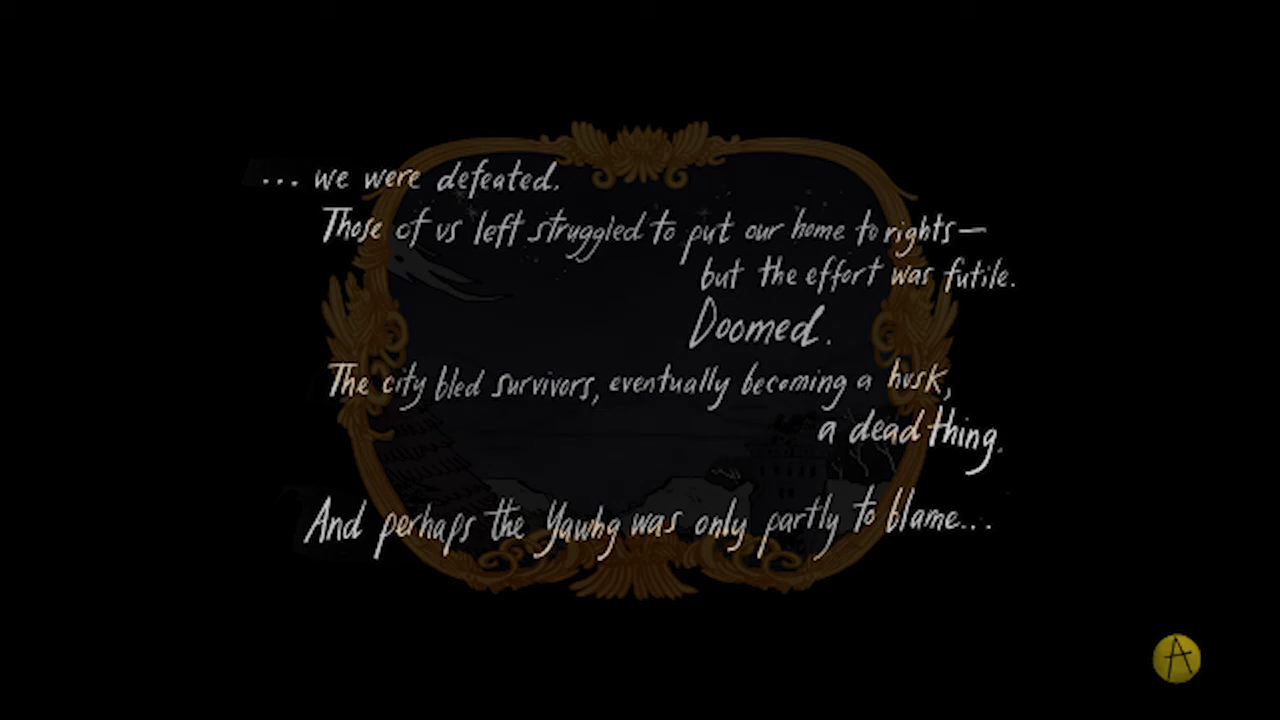 ... we were defeated.
Those of us left struggled to put our home to rights—
but the effort was futile.
Doomed.
The city bled survivors, eventually becoming a husk,
a dead thing.
And perhaps the Yawhg was only partly to blame...
A